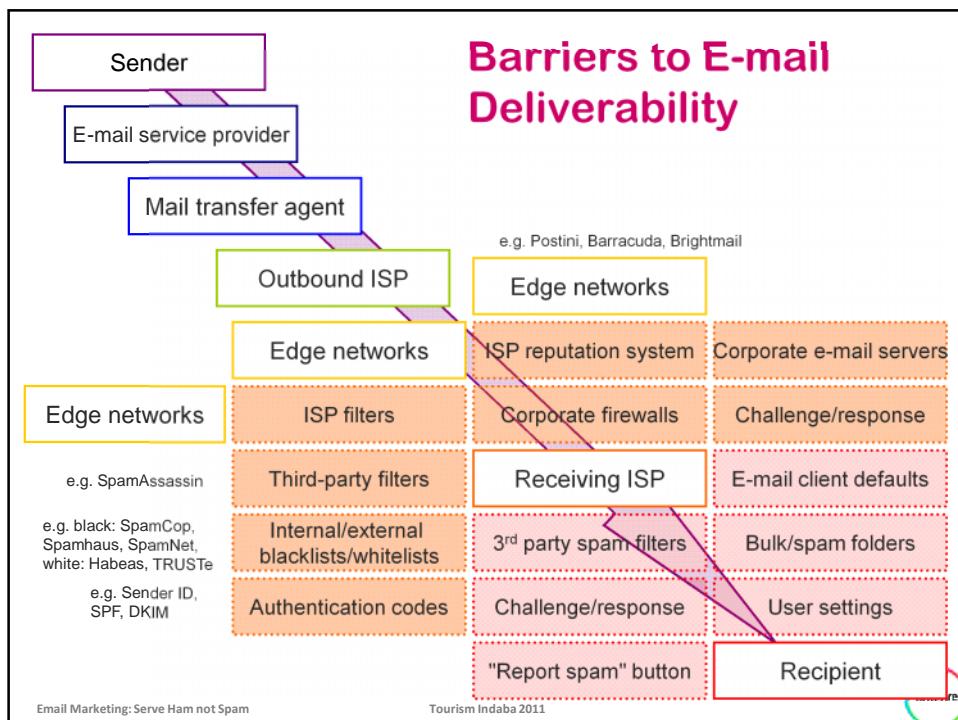 Barriers to E-mail
Deliverability
Sender
E-mail service provider
Mail transfer agent
e.g. Postini, Barracuda, Brightmail
Outbound ISP
Edge networks
Edge networks
ISP reputation system
Corporate e-mail servers
Edge networks
ISP filters
Corporate firewalls
Challenge/response
e.g. SpamAssassin
Third-party filters
Receiving ISP
E-mail client defaults
e.g. black: SpamCop,
Spamhaus, SpamNet,
white: Habeas, TRUSTe
Internal/external
blacklists/whitelists
3rd party spam filters
Bulk/spam folders
e.g. Sender ID,
SPF, DKIM
Authentication codes
Challenge/response
User settings
"Report spam" button
Recipient
Email Marketing: Serve Ham not Spam
Tourism Indaba 2011